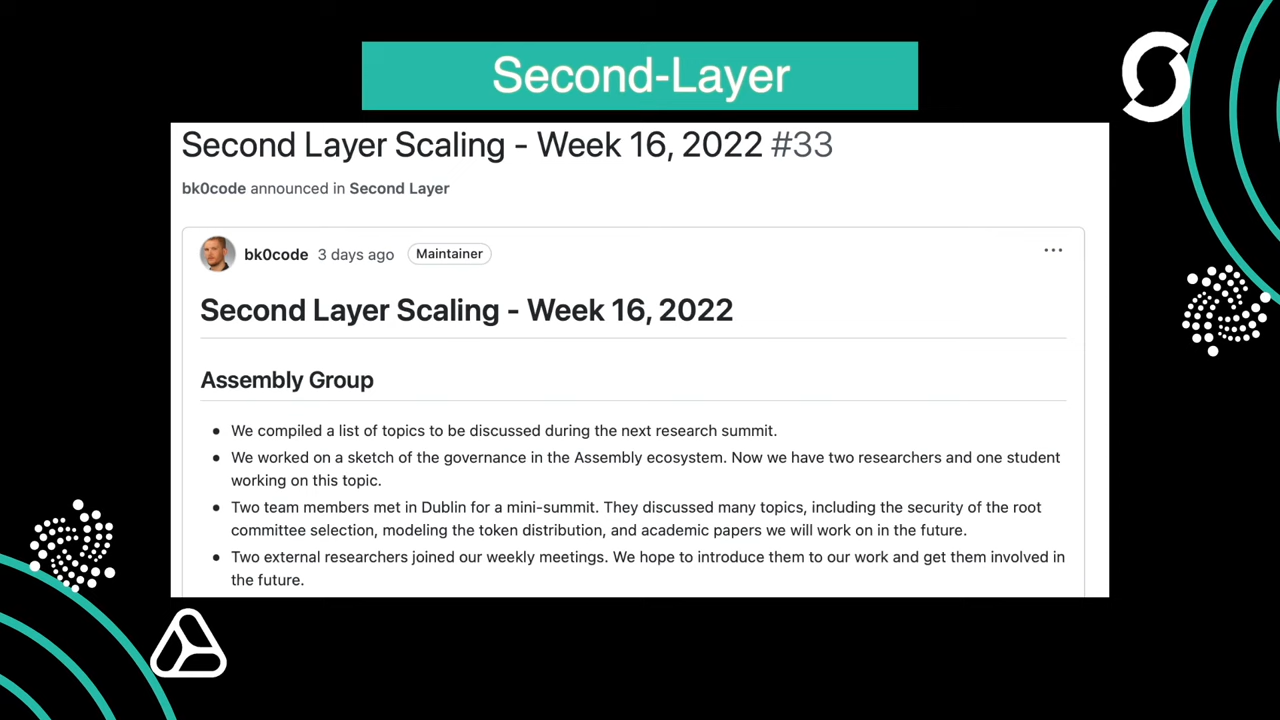 Second-Layer
Second Layer Scaling - Week 16, 2022 #33
bk0code announced in Second Layer
bk0code 3 days ago Maintainer
Second Layer Scaling - Week 16, 2022
Assembly Group
We compiled a list of topics to be discussed during the next research summit.
We worked on a sketch of the governance in the Assembly ecosystem. Now we have two researchers and one student
working on this topic.
Two team members met in Dublin for a mini-summit. They discussed many topics, including the security of the root
committee selection, modeling the token distribution, and academic papers we will work on in the future.
Two external researchers joined our weekly meetings. We hope to introduce them to our work and get them involved in
the future.